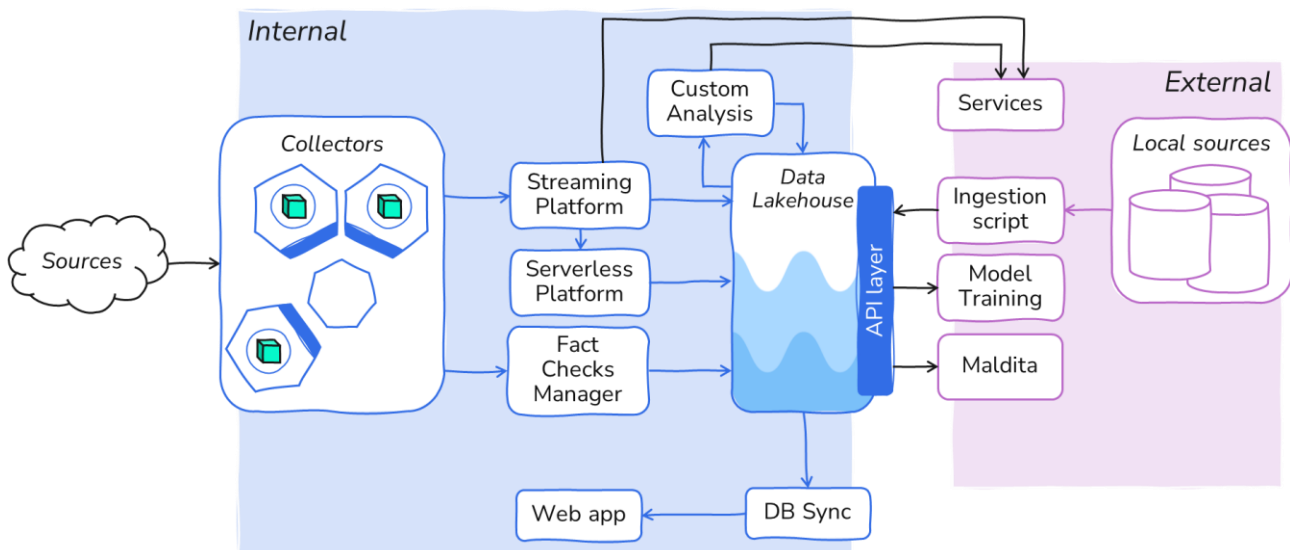 Internal
External
Custom
Analysis
Services
Collectors
Local sources
Streaming
Platform
Data
Lakehouse
Ingestion
script
Sources
Serverless
Platform
API layer
Model
Training
Fact
Checks
Manager
Maldita
Web app
DB Sync